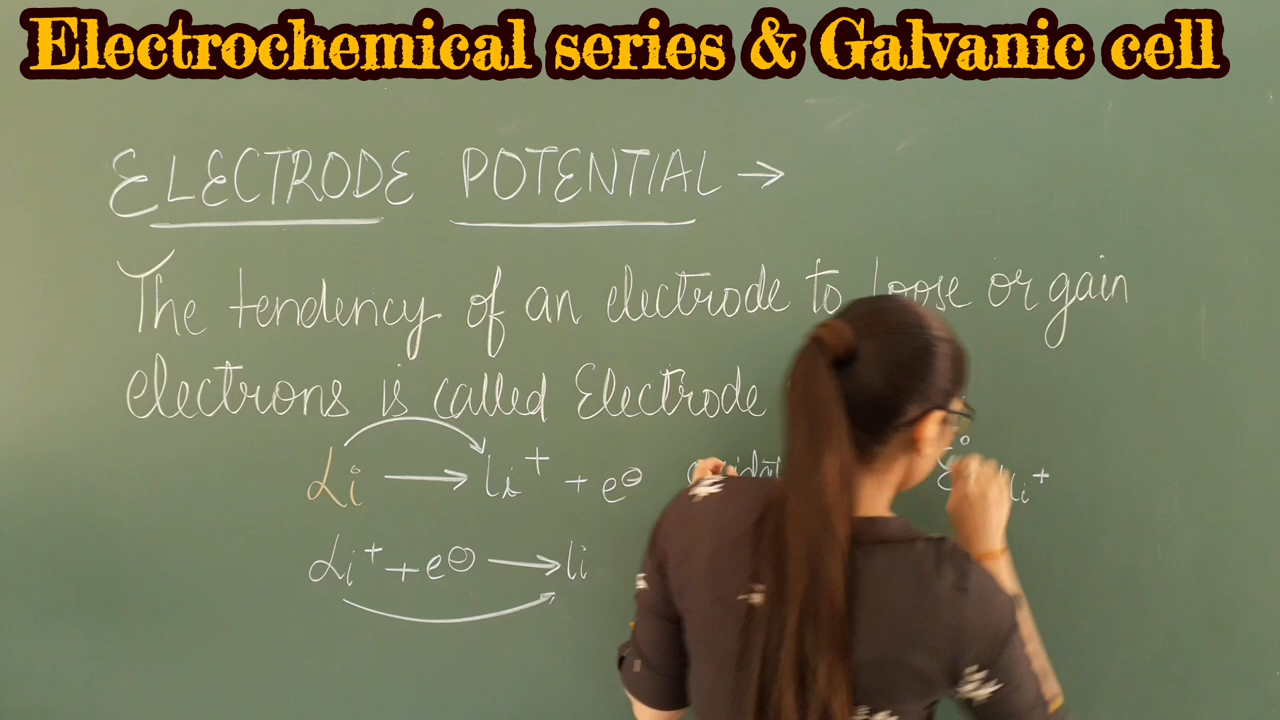 Electrochemical series & Galvanic cell
ELECTRODE POTENTIAL →
The tendency of an electrode to loose or gain
electrons is called Electrode
Li → Li⁺ + e⊖
Li⁺ + e⊖ → li